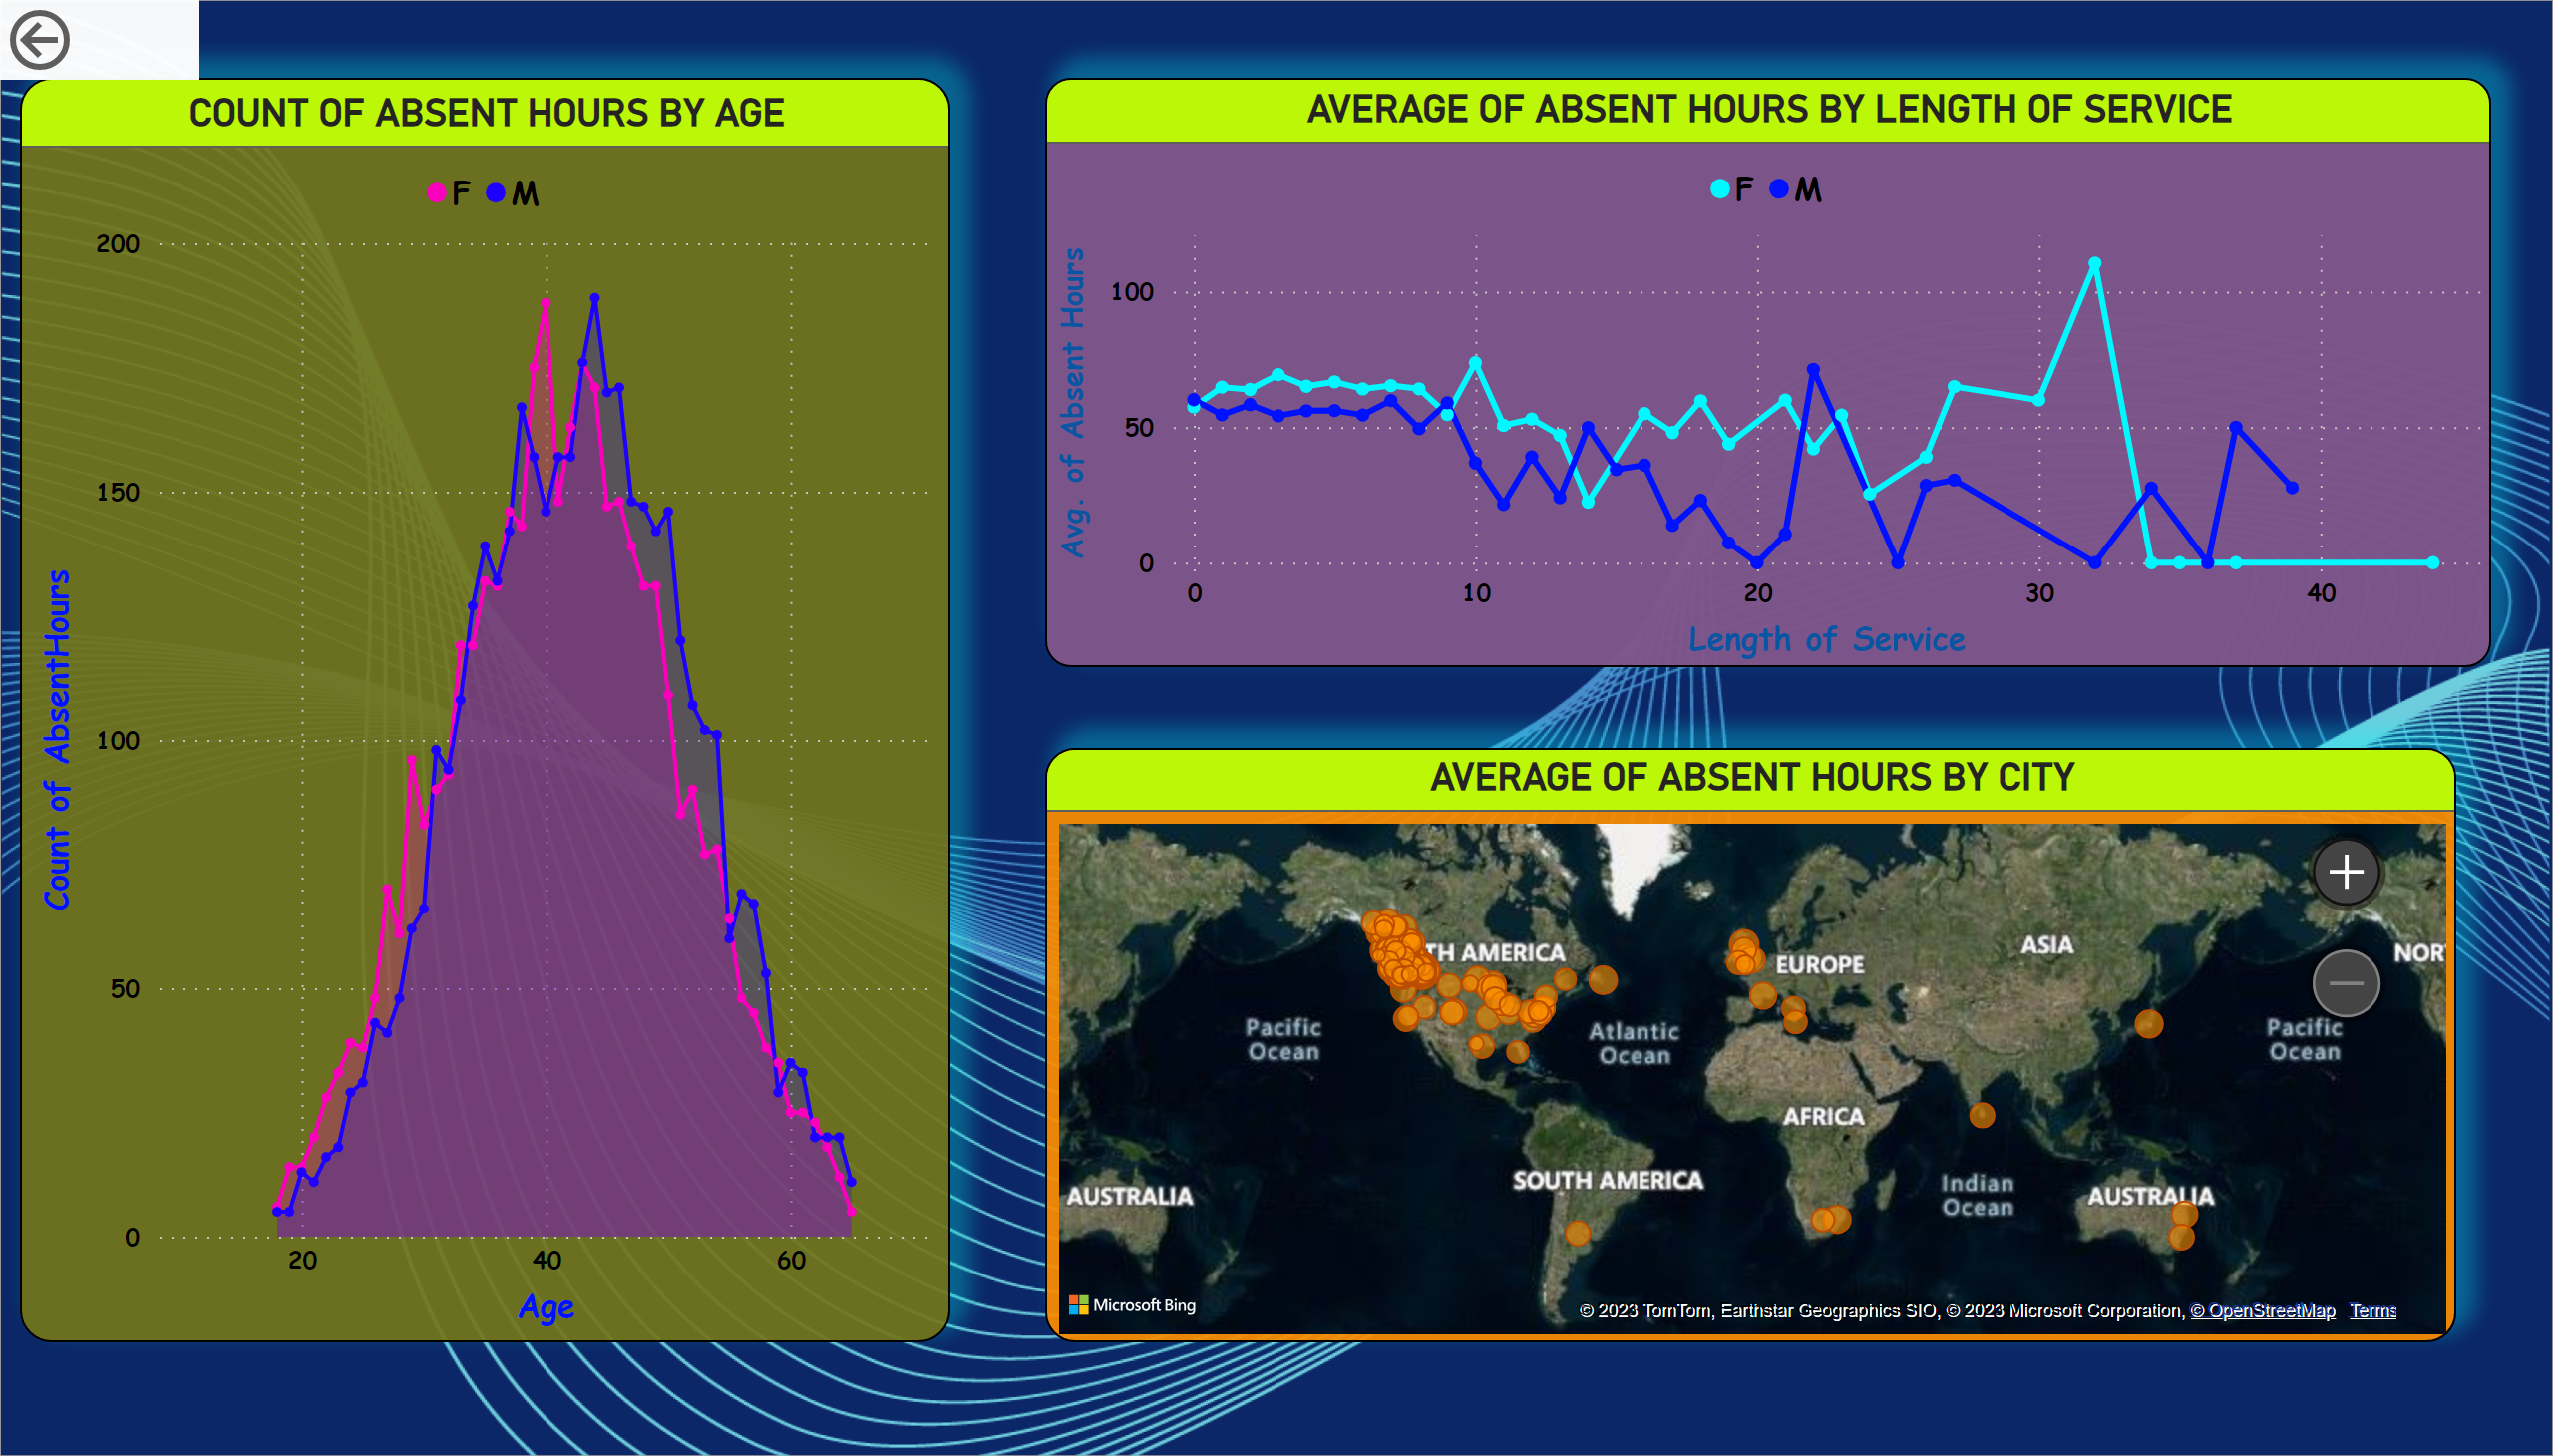 COUNT OF ABSENT HOURS BY AGE
F M
200
150
100
50
0
20 40 60
Count of AbsentHours
Age
AVERAGE OF ABSENT HOURS BY LENGTH OF SERVICE
F M
100
50
0
0 10 20 30 40
Avg. of Absent Hours
Length of Service
AVERAGE OF ABSENT HOURS BY CITY
TH AMERICA
EUROPE
ASIA
NOR
Pacific
Ocean
Atlantic
Ocean
Pacific
Ocean
AFRICA
SOUTH AMERICA
Indian
Ocean
AUSTRALIA
AUSTRALIA
Microsoft Bing
© 2023 TomTom, Earthstar Geographics SIO, © 2023 Microsoft Corporation, © OpenStreetMap Terms